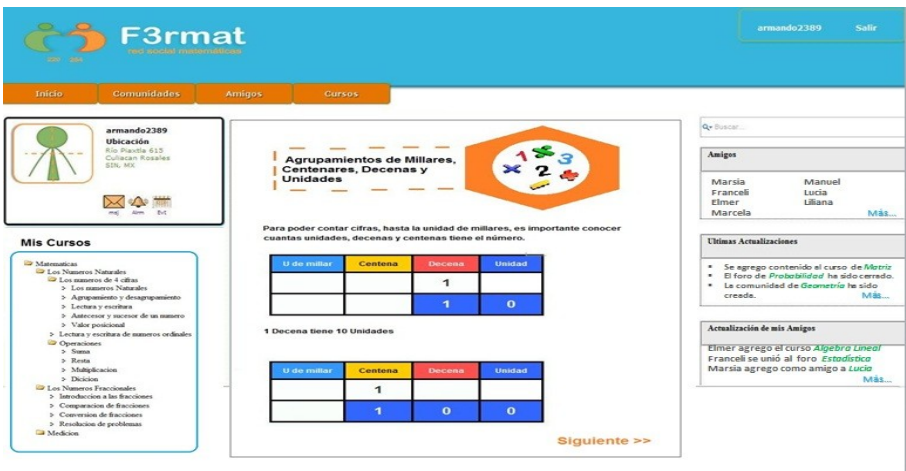 F3rmat
red social matemáticas
armando2389 Salir
Inicio Comunidades Amigos Cursos
armando2389
Ubicación
Río Piaxtla 615
Culiacan Rosales
SIN, MX
msj Alrm Evt
Mis Cursos
Matematicas
Los Numeros Naturales
Los numeros de 4 cifras
> Los numeros Naturales
> Agrupamiento y desagrupamiento
> Lectura y escritura
> Antecesor y sucesor de un numero
> Valor posicional
> Lectura y escritura de numeros ordinales
Operaciones
> Suma
> Resta
> Multiplicacion
> Dicicion
Los Numeros Fraccionales
> Introduccion a las fracciones
> Comparacion de fracciones
> Conversion de fracciones
> Resolucion de problemas
Medicion
Agrupamientos de Millares,
Centenares, Decenas y
Unidades
1 $ 3
× 2 ÷
Para poder contar cifras, hasta la unidad de millares, es importante conocer
cuantas unidades, decenas y centenas tiene el número.
U de millar Centena Decena Unidad
1
1 0
1 Decena tiene 10 Unidades
U de millar Centena Decena Unidad
1
1 0 0
Siguiente >>
Buscar...
Amigos
Marsia Manuel
Franceli Lucia
Elmer Liliana
Marcela Más...
Ultimas Actualizaciones
• Se agrego contenido al curso de Matriz
• El foro de Probabilidad ha sido cerrado.
• La comunidad de Geometría ha sido
creada. Más...
Actualización de mis Amigos
Elmer agrego el curso Algebra Lineal
Franceli se unió al foro Estadística
Marsia agrego como amigo a Lucia
Más...